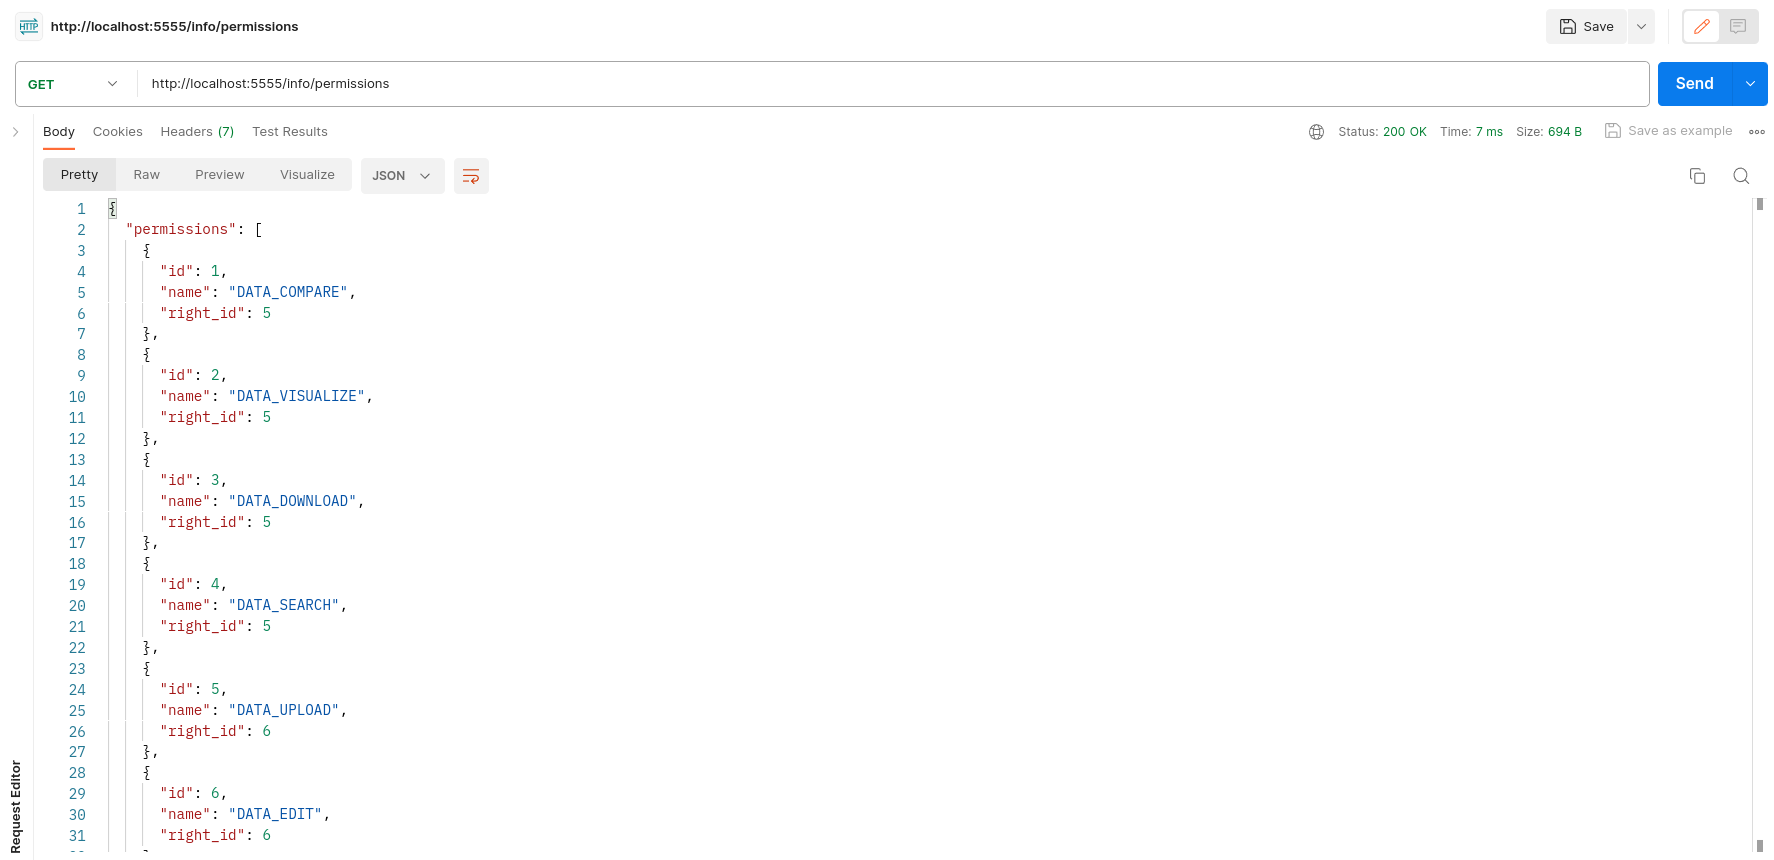 HTTP http://localhost:5555/info/permissions Save
GET http://localhost:5555/info/permissions Send
Body Cookies Headers (7) Test Results Status: 200 OK Time: 7 ms Size: 694 B Save as example
Pretty Raw Preview Visualize JSON
1 {
2 "permissions": [
3 {
4 "id": 1,
5 "name": "DATA_COMPARE",
6 "right_id": 5
7 },
8 {
9 "id": 2,
10 "name": "DATA_VISUALIZE",
11 "right_id": 5
12 },
13 {
14 "id": 3,
15 "name": "DATA_DOWNLOAD",
16 "right_id": 5
17 },
18 {
19 "id": 4,
20 "name": "DATA_SEARCH",
21 "right_id": 5
22 },
23 {
24 "id": 5,
25 "name": "DATA_UPLOAD",
26 "right_id": 6
27 },
28 {
29 "id": 6,
30 "name": "DATA_EDIT",
31 "right_id": 6
Request Editor